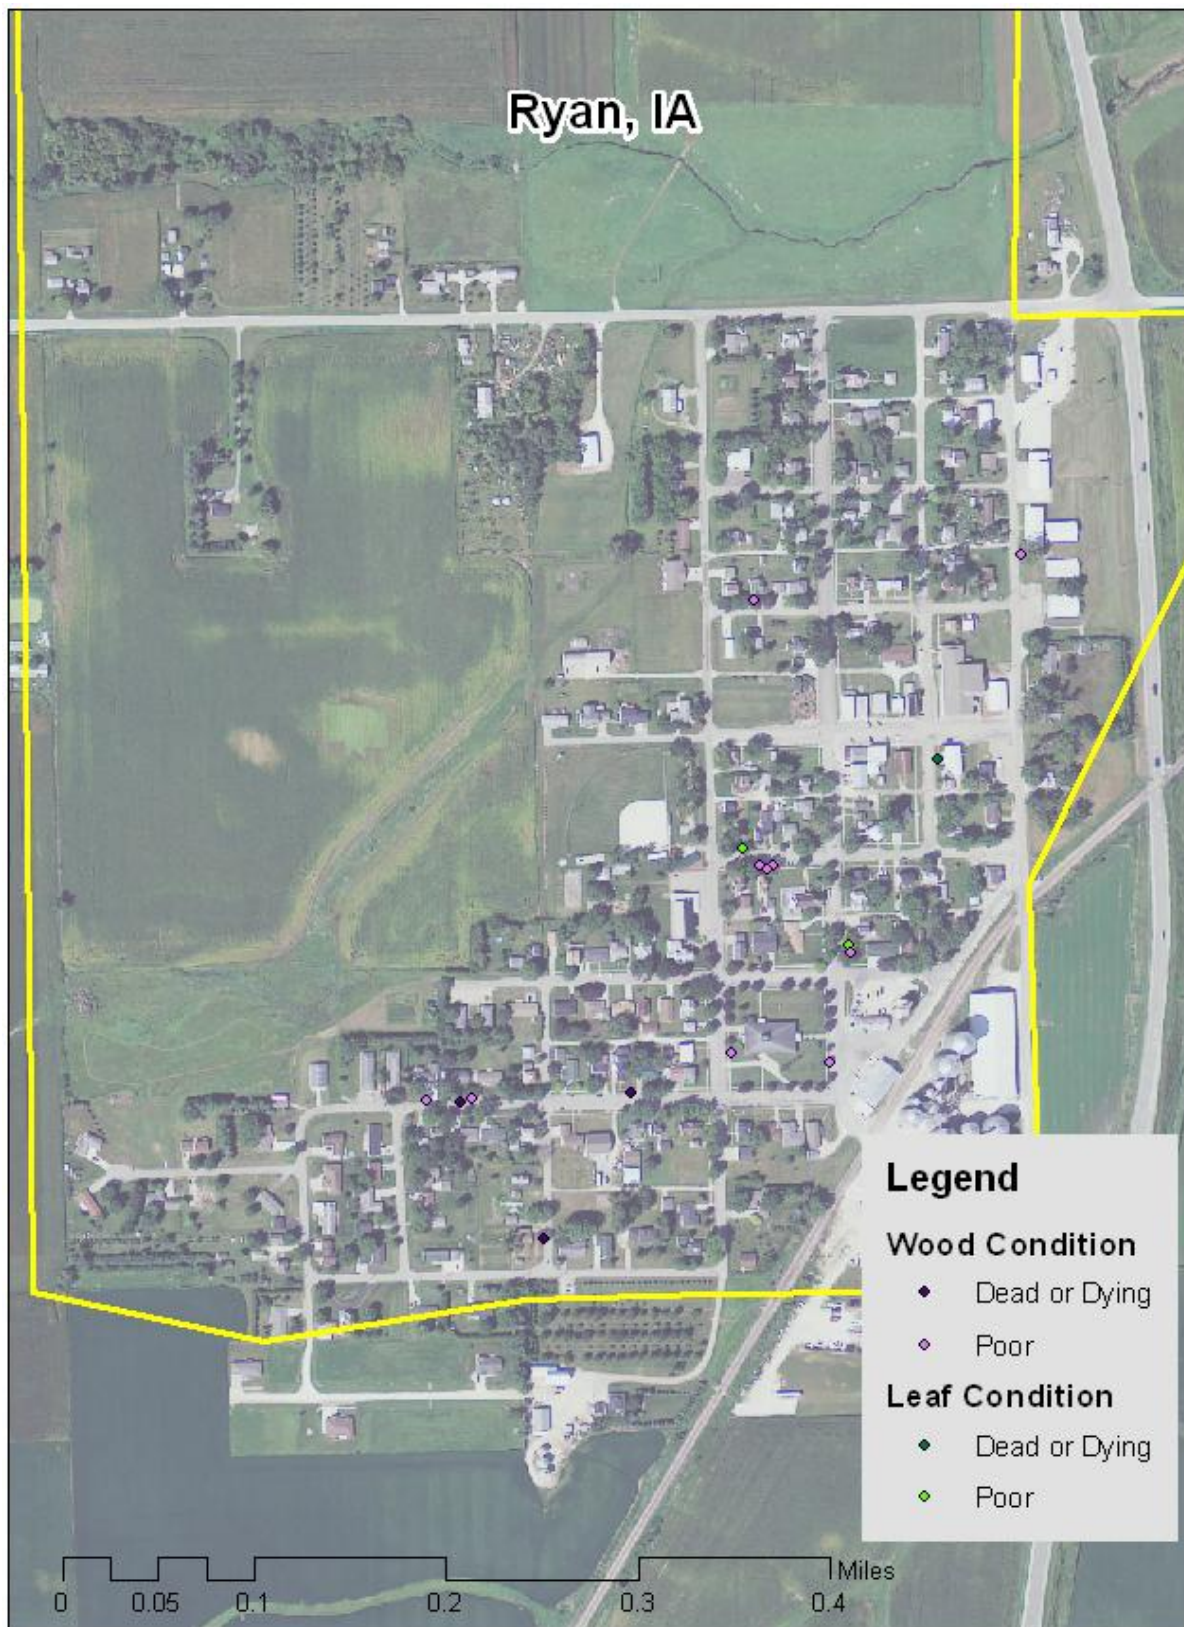 Ryan, IA
Legend
Wood Condition
Dead or Dying
Poor
Leaf Condition
Dead or Dying
Poor
Miles
0 0.05 0.1 0.2 0.3 0.4